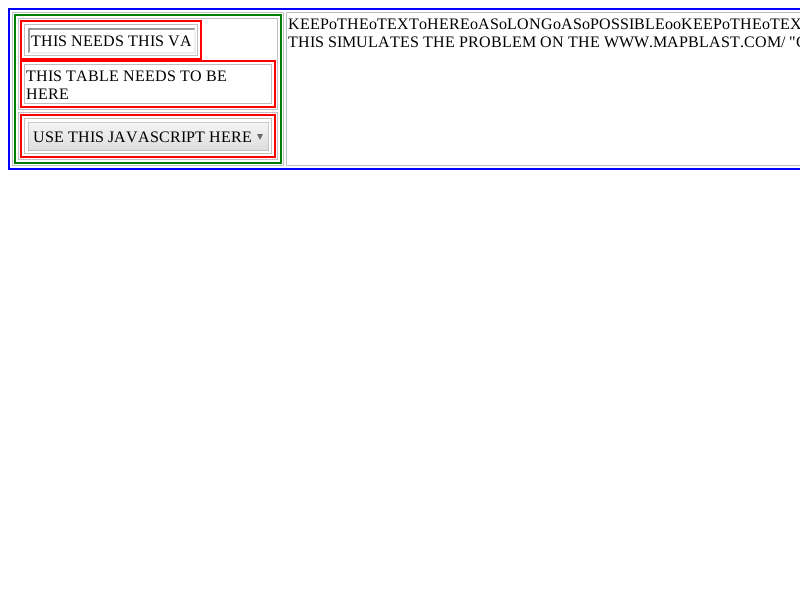 THIS NEEDS THIS VA
THIS TABLE NEEDS TO BE
HERE
USE THIS JAVASCRIPT HERE
KEEPoTHEoTEXToHEREoASoLONGoASoPOSSIBLEooKEEPoTHEoTEX
THIS SIMULATES THE PROBLEM ON THE WWW.MAPBLAST.COM/ "